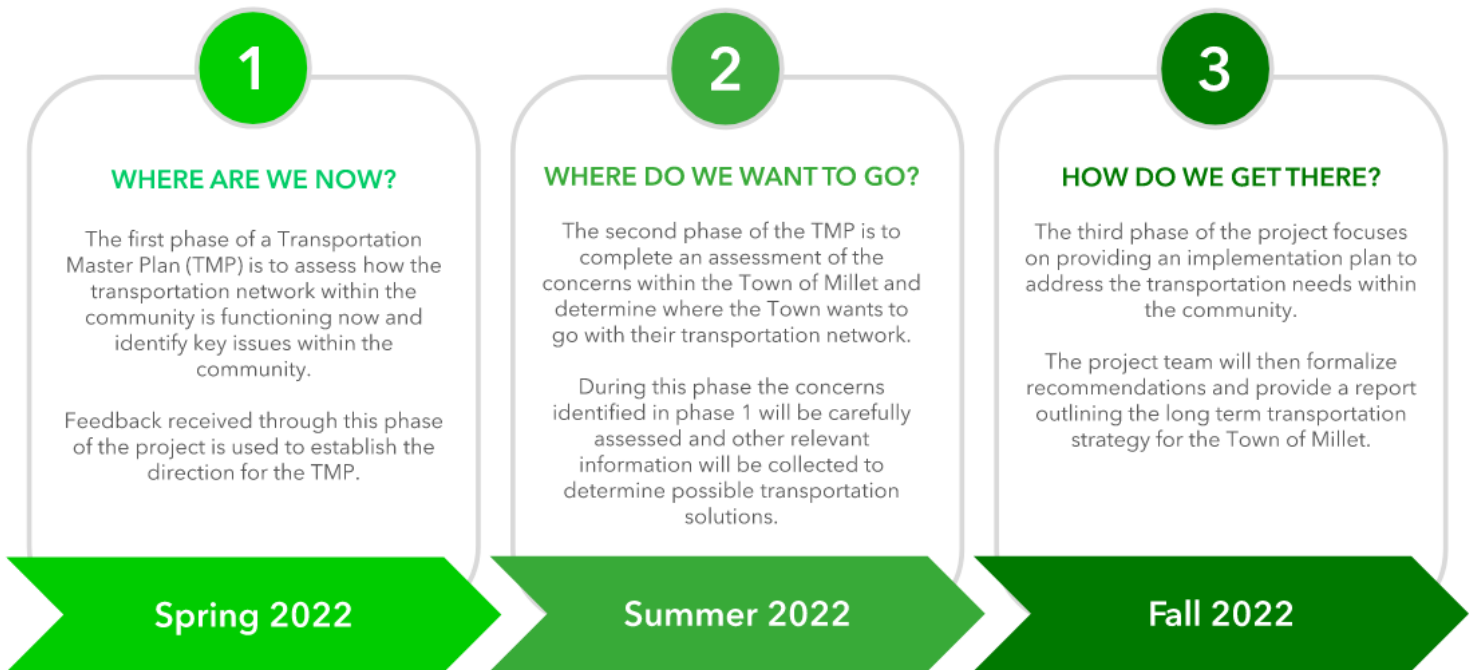 1
WHERE ARE WE NOW?
The first phase of a Transportation
Master Plan (TMP) is to assess how the
transportation network within the
community is functioning now and
identify key issues within the
community.
Feedback received through this phase
of the project is used to establish the
direction for the TMP.
Spring 2022
2
WHERE DO WE WANT TO GO?
The second phase of the TMP is to
complete an assessment of the
concerns within the Town of Millet and
determine where the Town wants to
go with their transportation network.
During this phase the concerns
identified in phase 1 will be carefully
assessed and other relevant
information will be collected to
determine possible transportation
solutions.
Summer 2022
3
HOW DO WE GET THERE?
The third phase of the project focuses
on providing an implementation plan to
address the transportation needs within
the community.
The project team will then formalize
recommendations and provide a report
outlining the long term transportation
strategy for the Town of Millet.
Fall 2022